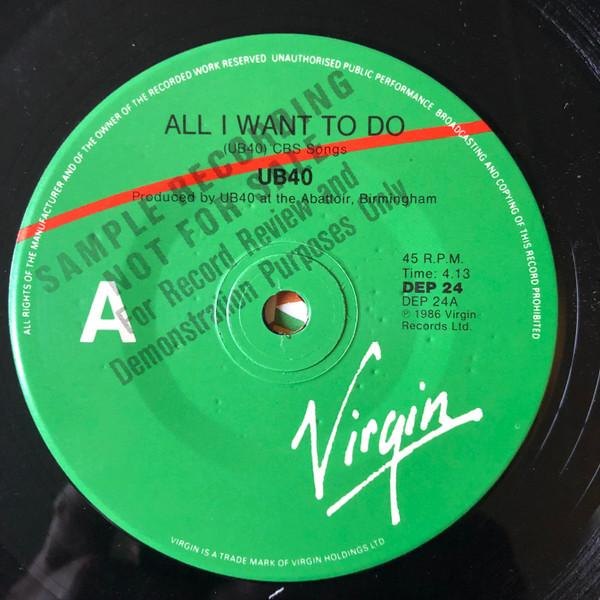 ALL RIGHTS OF THE MANUFACTURER AND OF THE OWNER OF THE RECORDED WORK RESERVED UNAUTHORISED PUBLIC PERFORMANCE BROADCASTING AND COPYING OF THIS RECORD PROHIBITED
ALL I WANT TO DO
(UB40) CBS Songs
UB40
Produced by UB40 at the Abattoir, Birmingham
SAMPLE RECORDING
NOT FOR SALE
For Record Review and
Demonstration Purposes Only
A
45 R.P.M.
Time: 4.13
DEP 24
DEP 24A
℗ 1986 Virgin
Records Ltd.
Virgin
VIRGIN IS A TRADE MARK OF VIRGIN HOLDINGS LTD